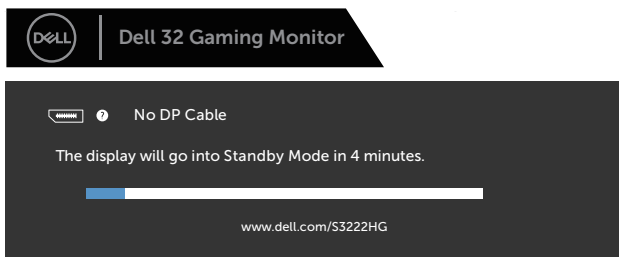 DELL
Dell 32 Gaming Monitor
? No DP Cable
The display will go into Standby Mode in 4 minutes.
www.dell.com/S3222HG